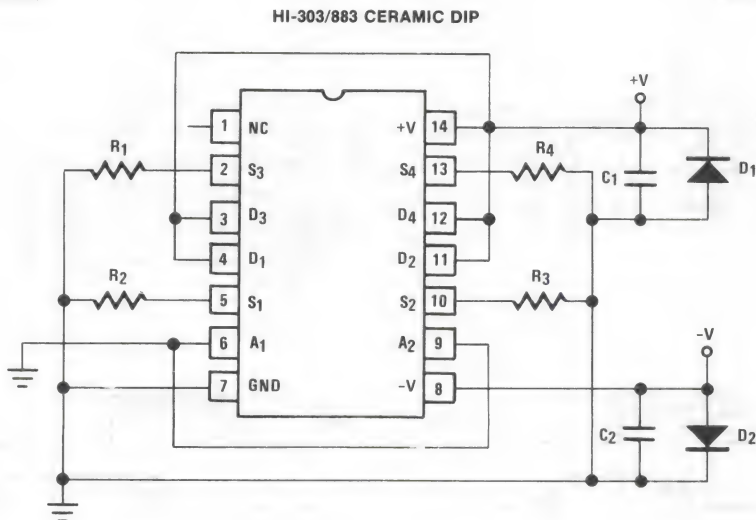 HI-303/883 CERAMIC DIP
+V
1 NC +V 14
R1 R4
2 S3 S4 13
C1 D1
3 D3 D4 12
4 D1 D2 11
R2 R3
5 S1 S2 10
6 A1 A2 9
-V
7 GND -V 8
C2 D2